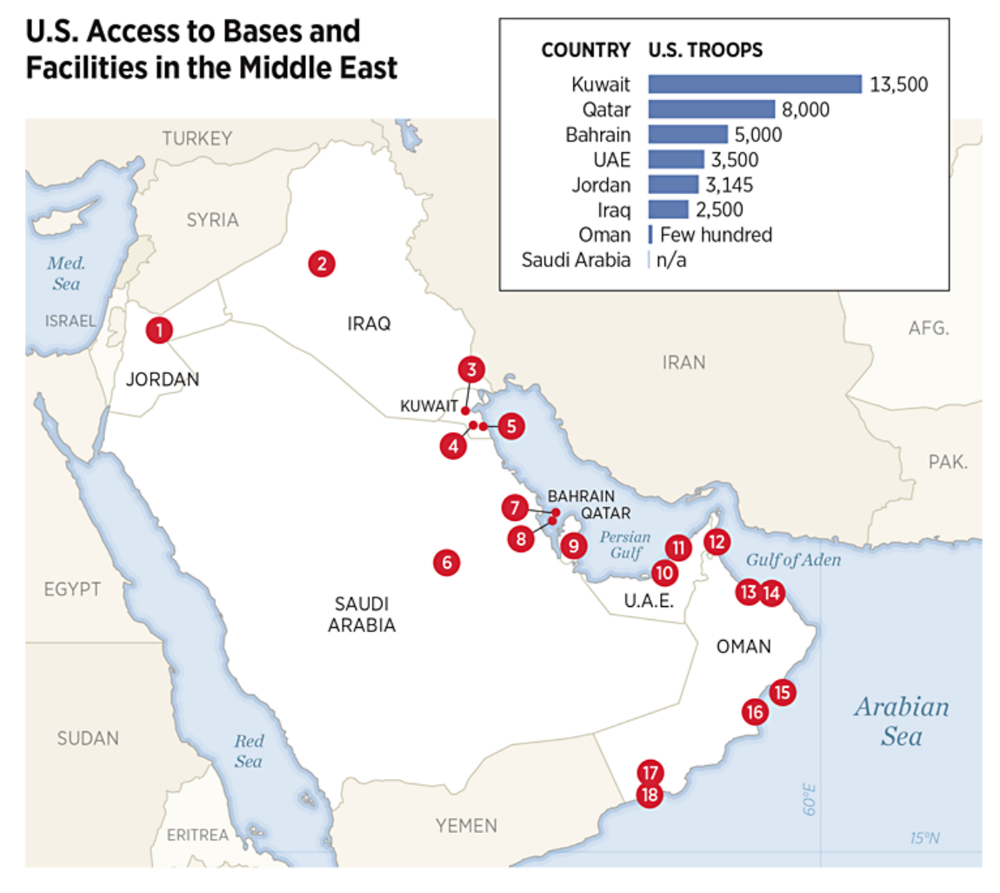 U.S. Access to Bases and
Facilities in the Middle East
COUNTRY U.S. TROOPS
Kuwait 13,500
Qatar 8,000
Bahrain 5,000
UAE 3,500
Jordan 3,145
Iraq 2,500
Oman Few hundred
Saudi Arabia n/a
TURKEY
SYRIA
Med.
Sea
2
ISRAEL
1
IRAQ
AFG.
JORDAN
3
IRAN
KUWAIT
4
5
PAK.
BAHRAIN
7
QATAR
8
9
Persian
Gulf
11
12
Gulf of Aden
6
10
EGYPT
13
14
U.A.E.
SAUDI
ARABIA
OMAN
15
16
Arabian
Sea
SUDAN
Red
Sea
17
18
60°E
YEMEN
ERITREA
15°N